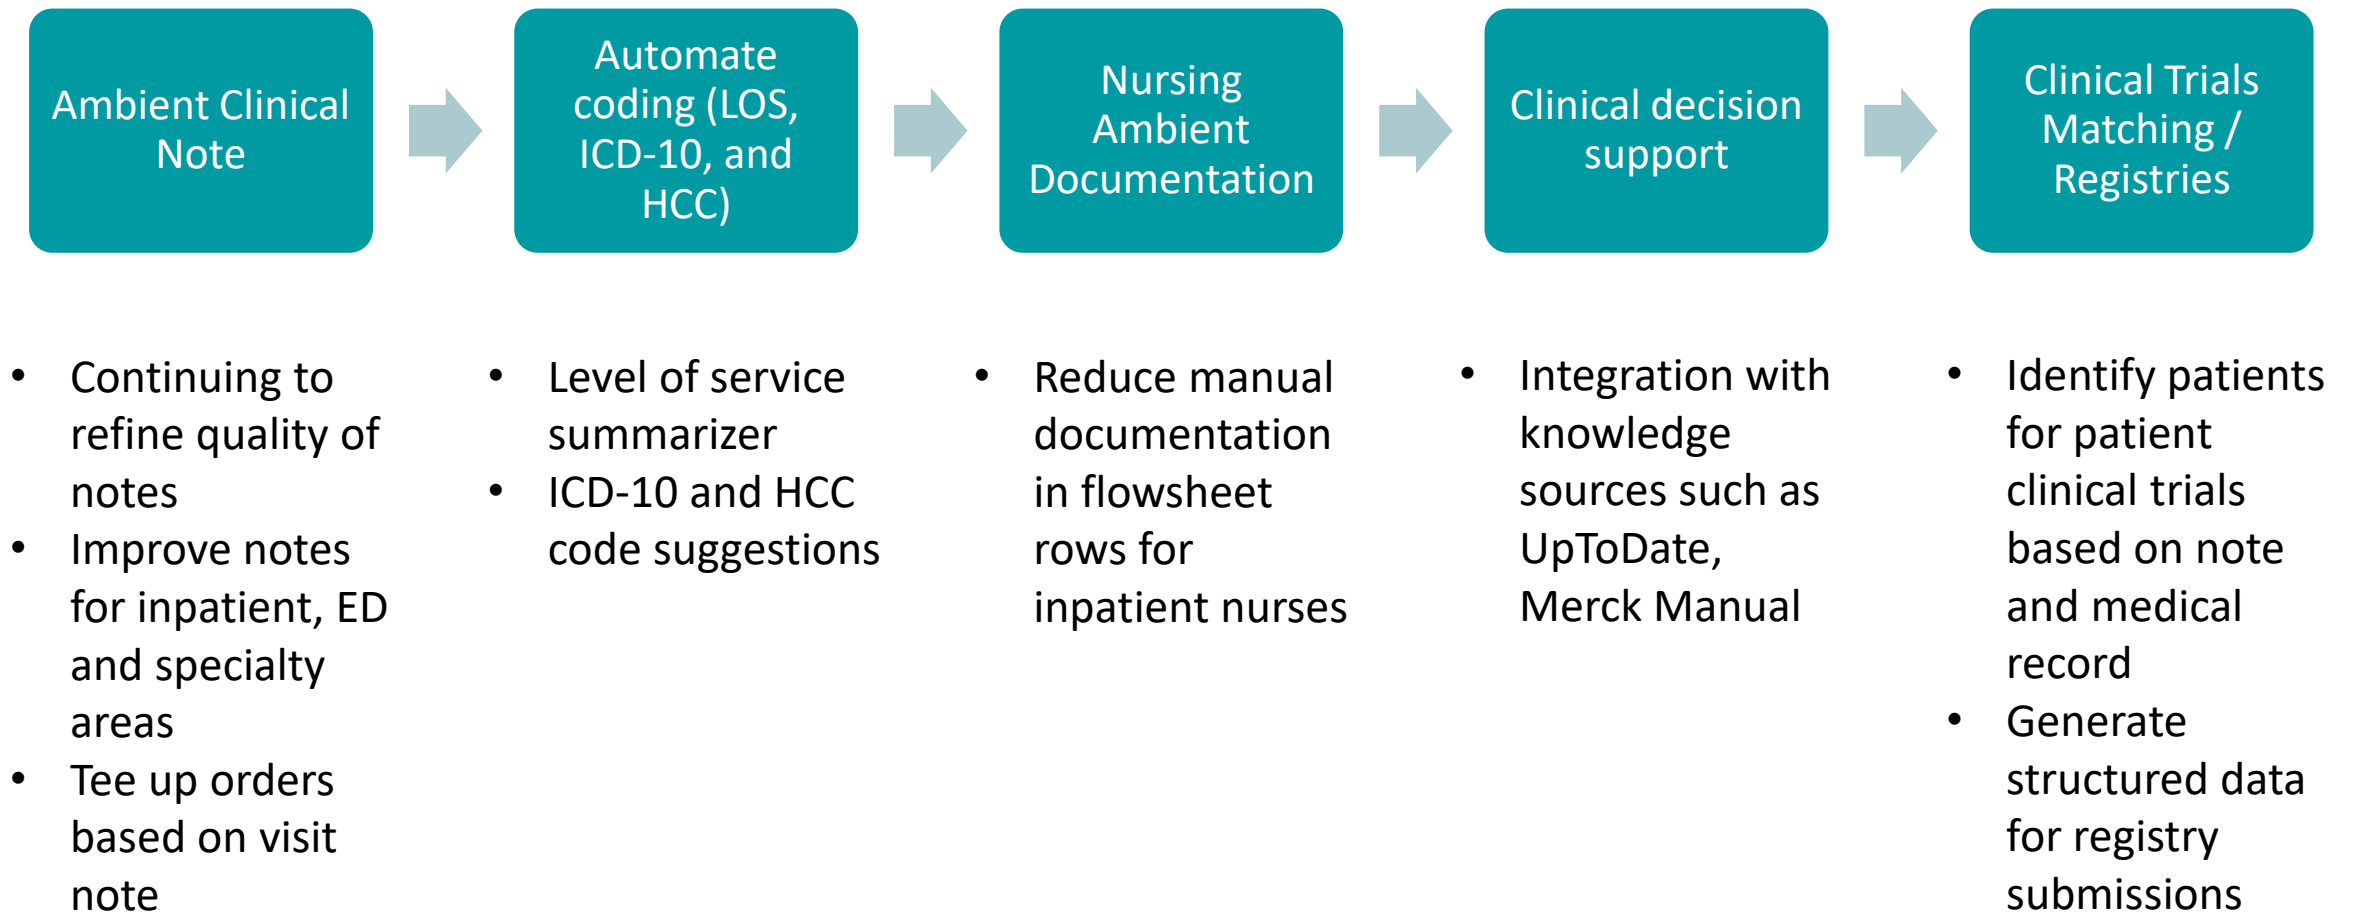 Ambient Clinical
Note
Automate
coding (LOS,
ICD-10, and
HCC)
Nursing
Ambient
Documentation
Clinical decision
support
Clinical Trials
Matching /
Registries
• Continuing to
refine quality of
notes
• Improve notes
for inpatient, ED
and specialty
areas
• Tee up orders
based on visit
note
• Level of service
summarizer
• ICD-10 and HCC
code suggestions
• Reduce manual
documentation
in flowsheet
rows for
inpatient nurses
• Integration with
knowledge
sources such as
UpToDate,
Merck Manual
• Identify patients
for patient
clinical trials
based on note
and medical
record
• Generate
structured data
for registry
submissions